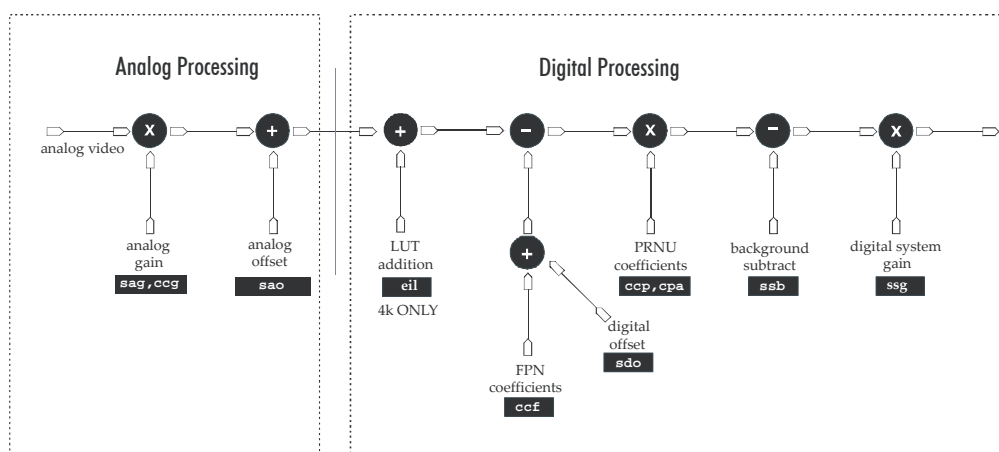 Analog Processing
Digital Processing
x
+
+
-
x
-
x
analog video
analog
gain
sag,ccg
analog
offset
sao
LUT
addition
eil
4k ONLY
+
PRNU
coefficients
ccp,cpa
background
subtract
ssb
digital system
gain
ssg
digital
offset
sdo
FPN
coefficients
ccf